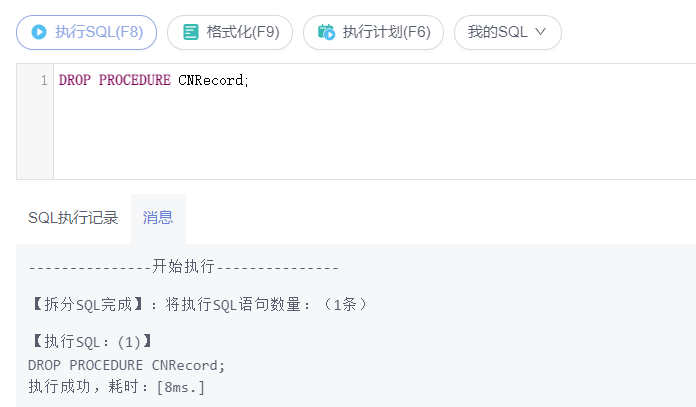 执行SQL(F8) 格式化(F9) 执行计划(F6) 我的SQL
1 DROP PROCEDURE CNRecord;
SQL执行记录 消息
---------------开始执行---------------
【拆分SQL完成】：将执行SQL语句数量：（1条）
【执行SQL：(1)】
DROP PROCEDURE CNRecord;
执行成功，耗时：[8ms.]